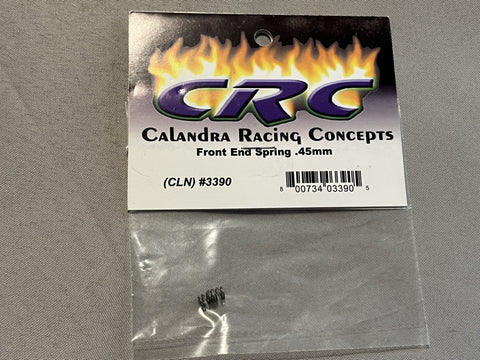 CRC
CALANDRA RACING CONCEPTS
Front End Spring .45mm
(CLN) #3390
8 00734 03390 5